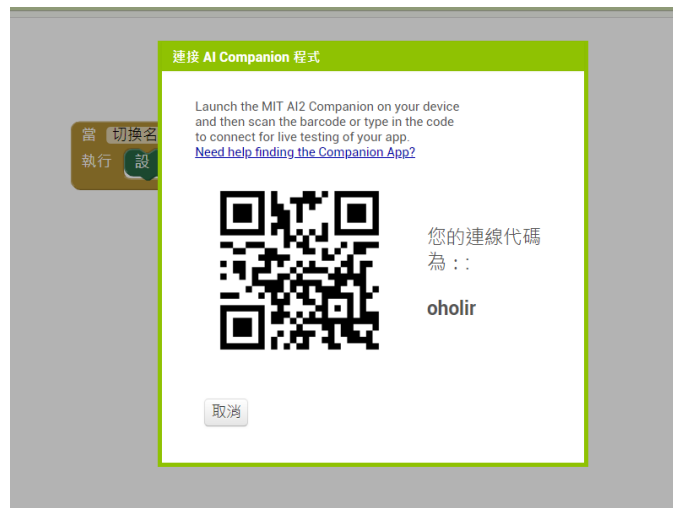 連接 AI Companion 程式
Launch the MIT AI2 Companion on your device
and then scan the barcode or type in the code
to connect for live testing of your app.
Need help finding the Companion App?
當 切換名
執行 設
您的連線代碼
為：:
oholir
取消